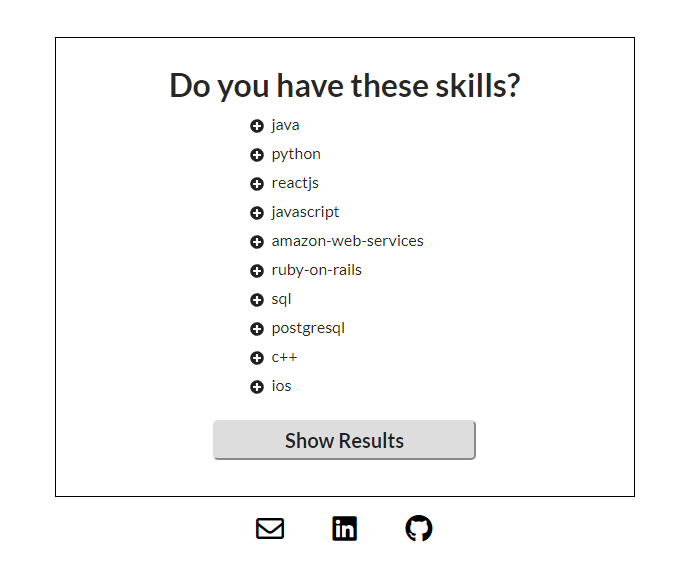 Do you have these skills?
java
python
reactjs
javascript
amazon-web-services
ruby-on-rails
sql
postgresql
c++
ios
Show Results
in